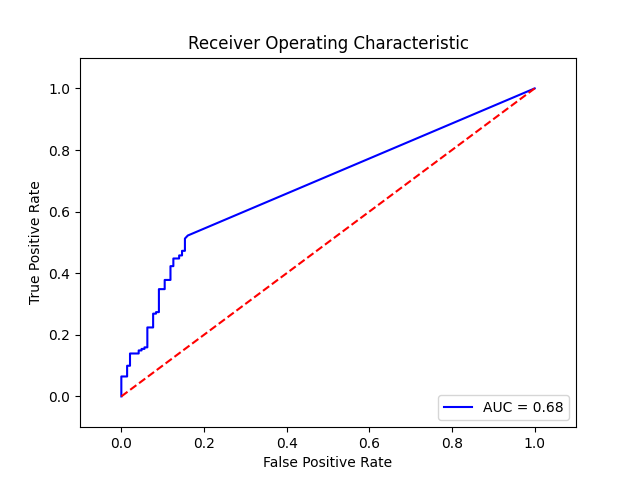 Receiver Operating Characteristic
1.0
0.8
0.6
0.4
0.2
0.0
True Positive Rate
0.0 0.2 0.4 0.6 0.8 1.0
False Positive Rate
AUC = 0.68